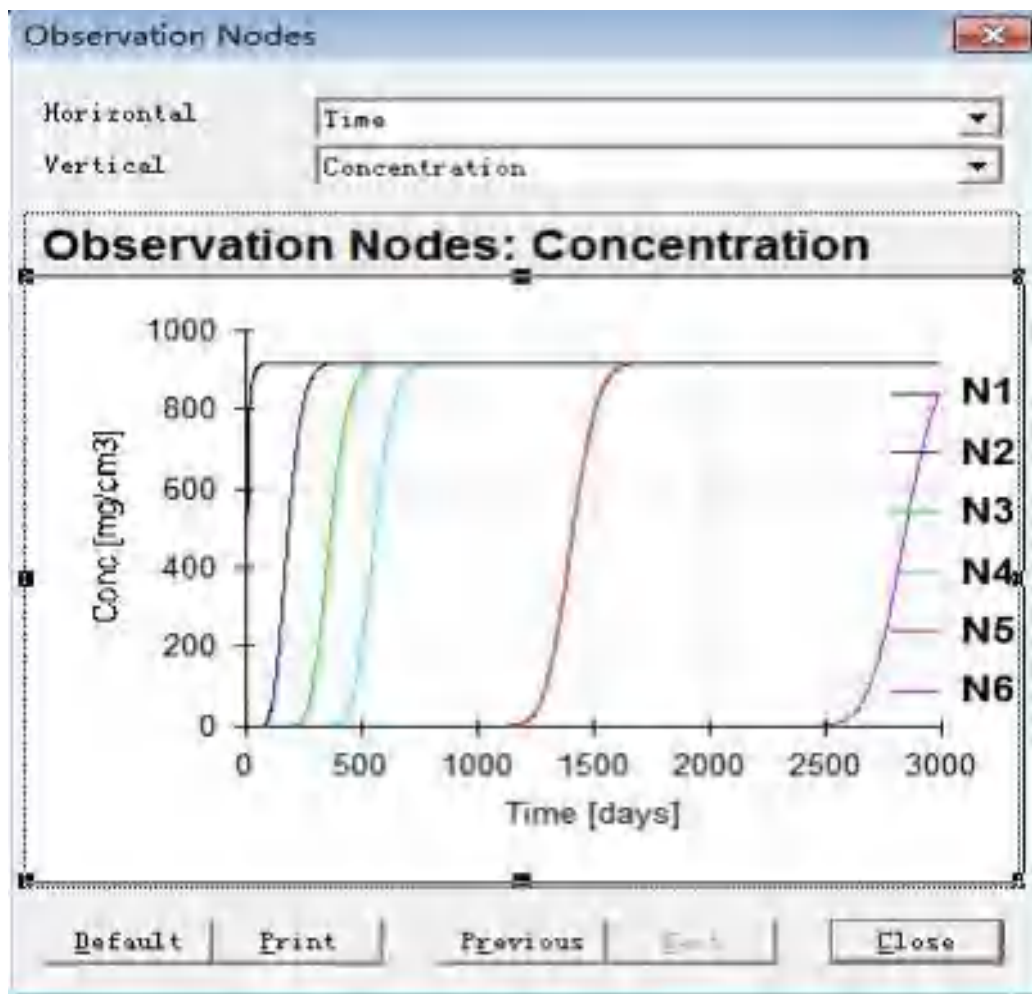 Observation Nodes
Horizontal
Time
Vertical
Concentration
Observation Nodes: Concentration
Conc [mg/cm3]
1000
800
600
400
200
0
0 500 1000 1500 2000 2500 3000
Time [days]
N1
N2
N3
N4
N5
N6
Default Print Previous Close